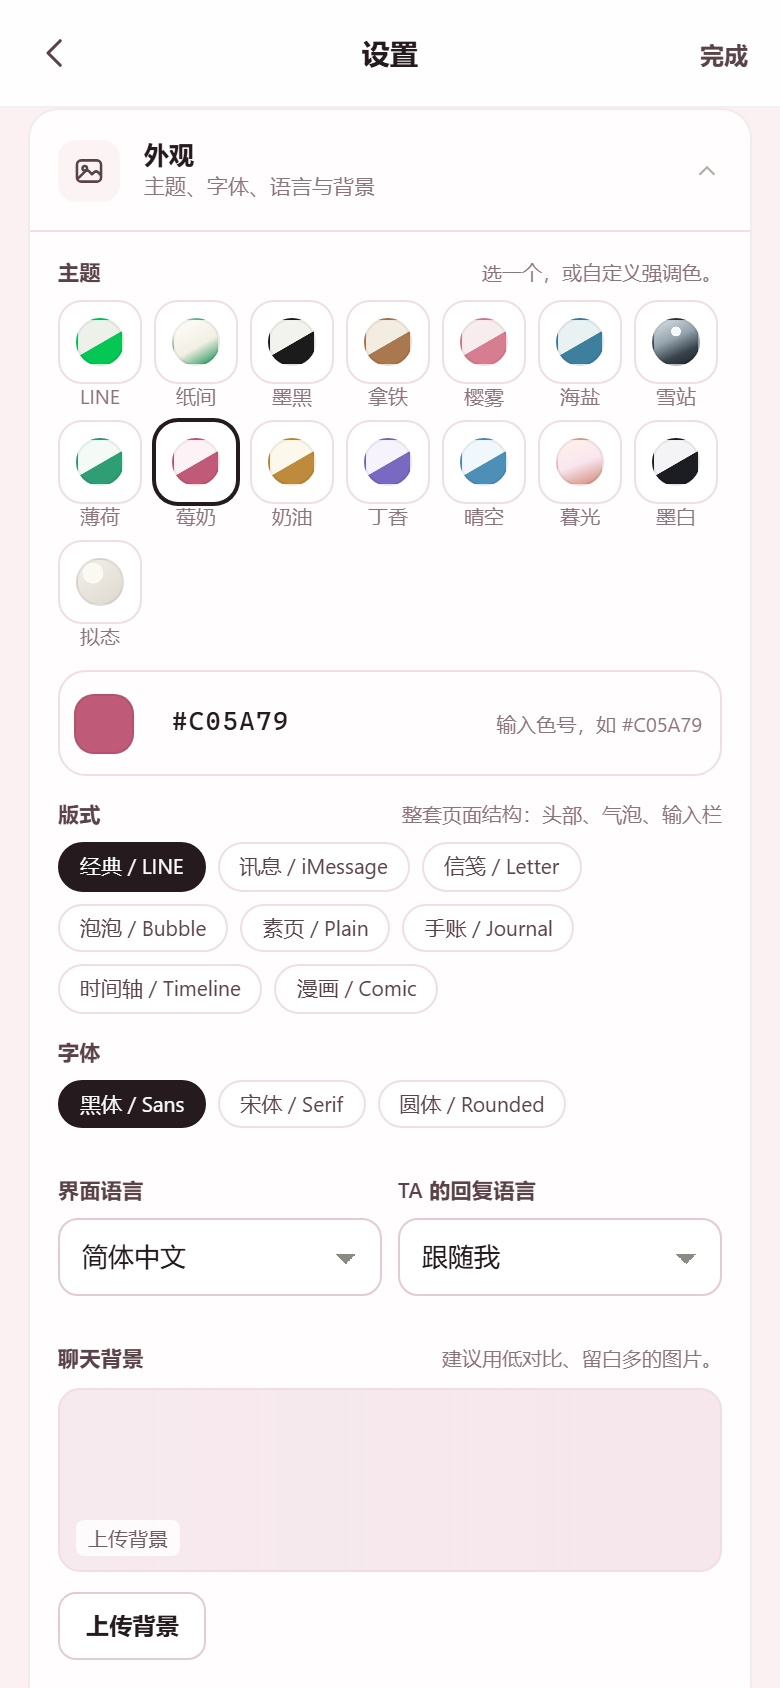 设置
完成
外观
主题、字体、语言与背景
主题
选一个，或自定义强调色。
LINE 纸间 墨黑 拿铁 樱雾 海盐 雪站
薄荷 莓奶 奶油 丁香 晴空 暮光 墨白
拟态
#C05A79
输入色号，如 #C05A79
版式
整套页面结构：头部、气泡、输入栏
经典 / LINE
讯息 / iMessage
信笺 / Letter
泡泡 / Bubble
素页 / Plain
手账 / Journal
时间轴 / Timeline
漫画 / Comic
字体
黑体 / Sans
宋体 / Serif
圆体 / Rounded
界面语言
TA 的回复语言
简体中文
跟随我
聊天背景
建议用低对比、留白多的图片。
上传背景
上传背景